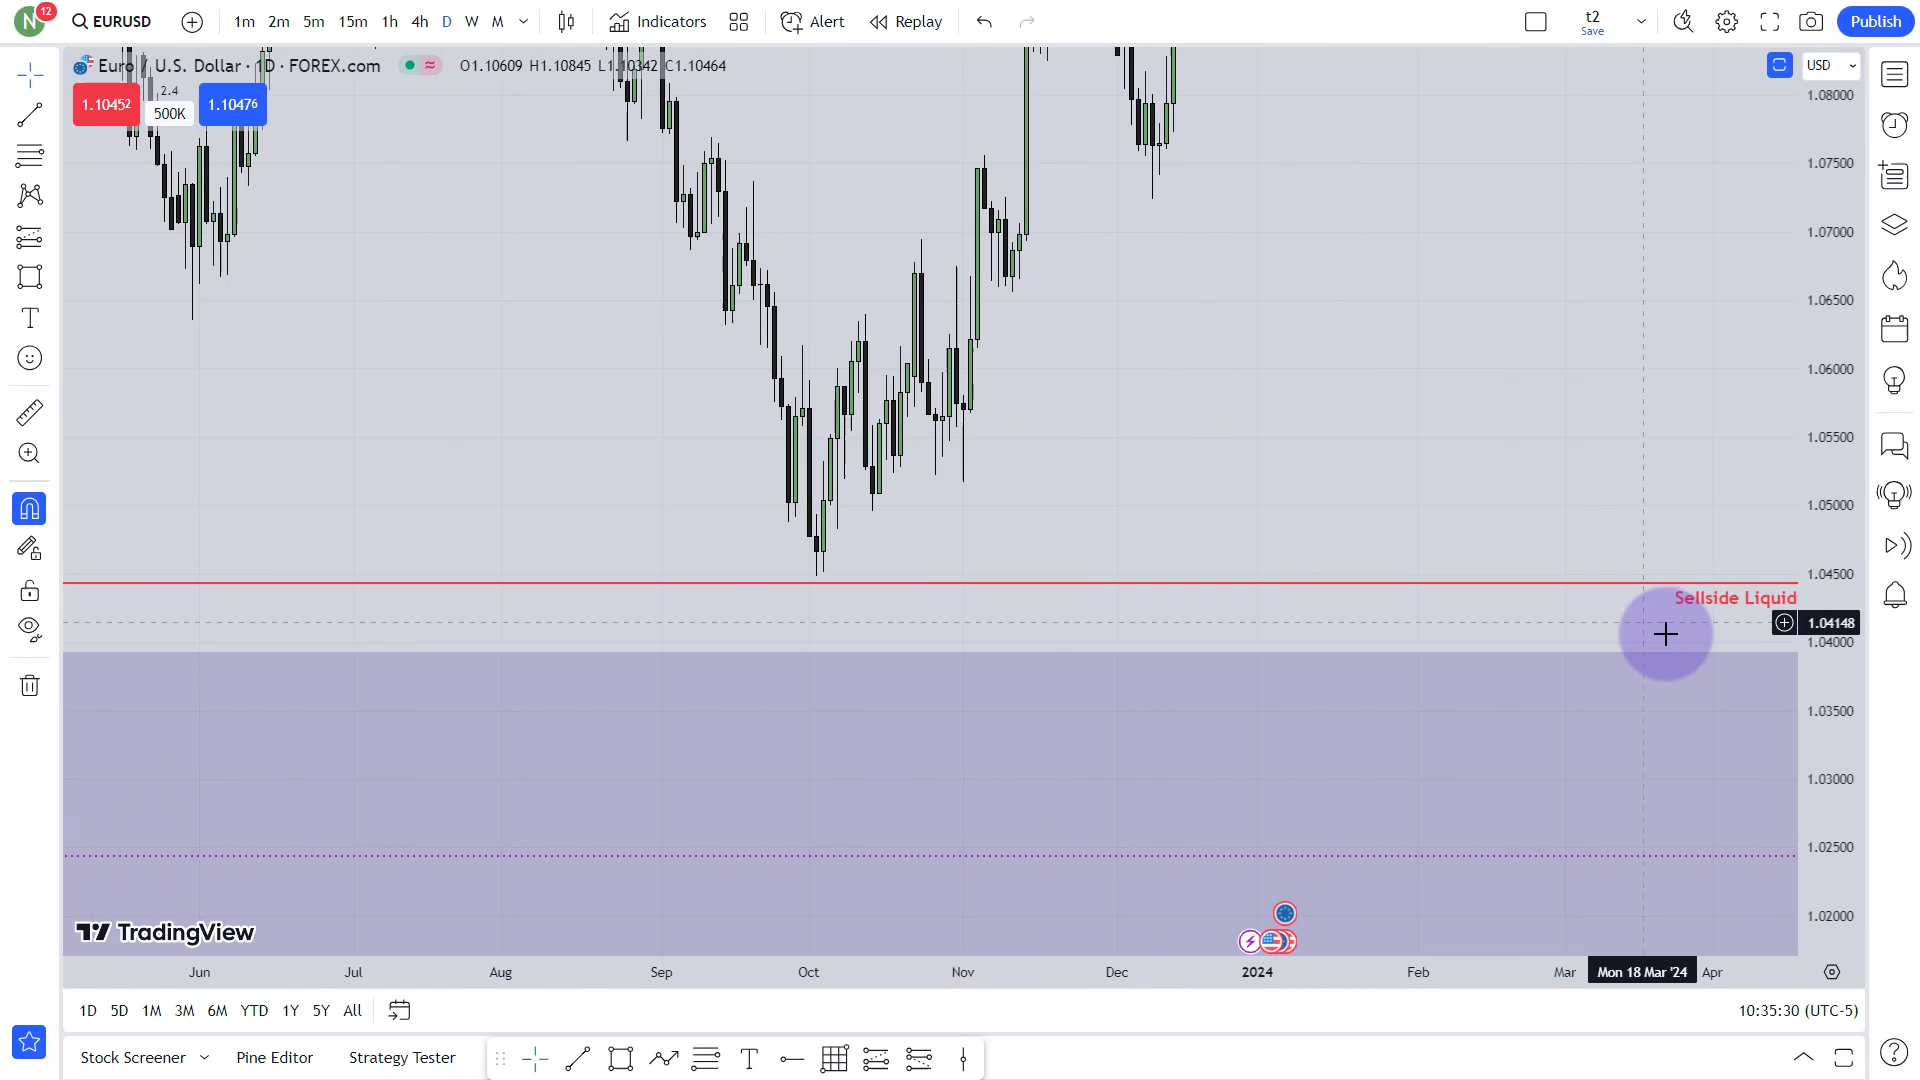 N 12 EURUSD 1m 2m 5m 15m 1h 4h D W M Indicators Alert Replay t2 Save Publish
Euro / U.S. Dollar · 1D · FOREX.com O1.10609 H1.10845 L1.10342 C1.10464 USD
1.10452 2.4 500K 1.10476
1.08000
1.07500
1.07000
1.06500
1.06000
1.05500
1.05000
1.04500
Sellside Liquid
1.04148
1.04000
1.03500
1.03000
1.02500
1.02000
TradingView
Jun Jul Aug Sep Oct Nov Dec 2024 Feb Mar Mon 18 Mar '24 Apr
1D 5D 1M 3M 6M YTD 1Y 5Y All 10:35:30 (UTC-5)
Stock Screener Pine Editor Strategy Tester